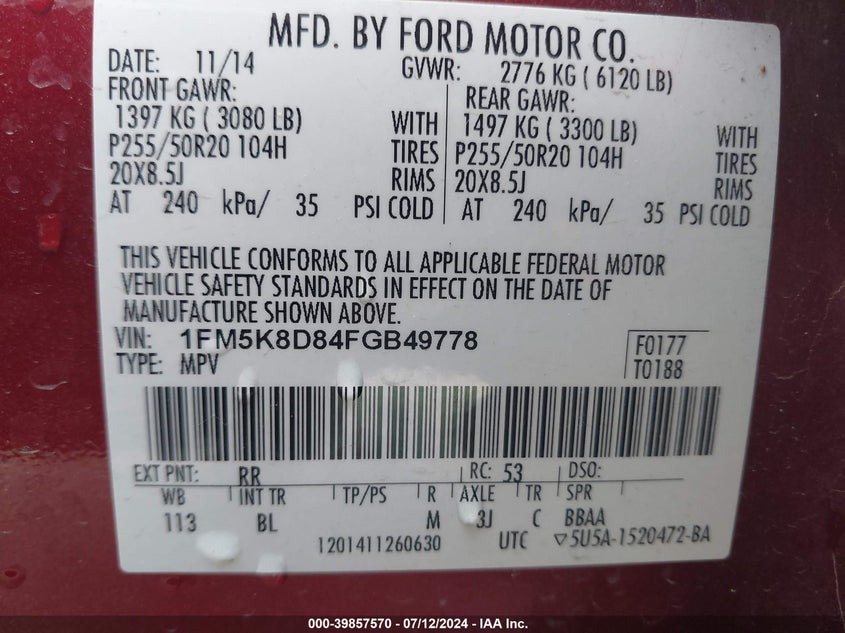 MFD. BY FORD MOTOR CO.
DATE: 11/14 GVWR: 2776 KG ( 6120 LB)
FRONT GAWR: REAR GAWR:
1397 KG ( 3080 LB) WITH 1497 KG ( 3300 LB) WITH
P255/50R20 104H TIRES P255/50R20 104H TIRES
20X8.5J RIMS 20X8.5J RIMS
AT 240 kPa/ 35 PSI COLD AT 240 kPa/ 35 PSI COLD
THIS VEHICLE CONFORMS TO ALL APPLICABLE FEDERAL MOTOR
VEHICLE SAFETY STANDARDS IN EFFECT ON THE DATE OF
MANUFACTURE SHOWN ABOVE.
VIN: 1FM5K8D84FGB49778 F0177
TYPE: MPV T0188
EXT PNT: RR RC: 53 DSO:
WB INT TR TP/PS R AXLE TR SPR
113 BL M 3J C BBAA
1201411260630 UTC ▽5U5A-1520472-BA
000-39857570 - 07/12/2024 - IAA Inc.